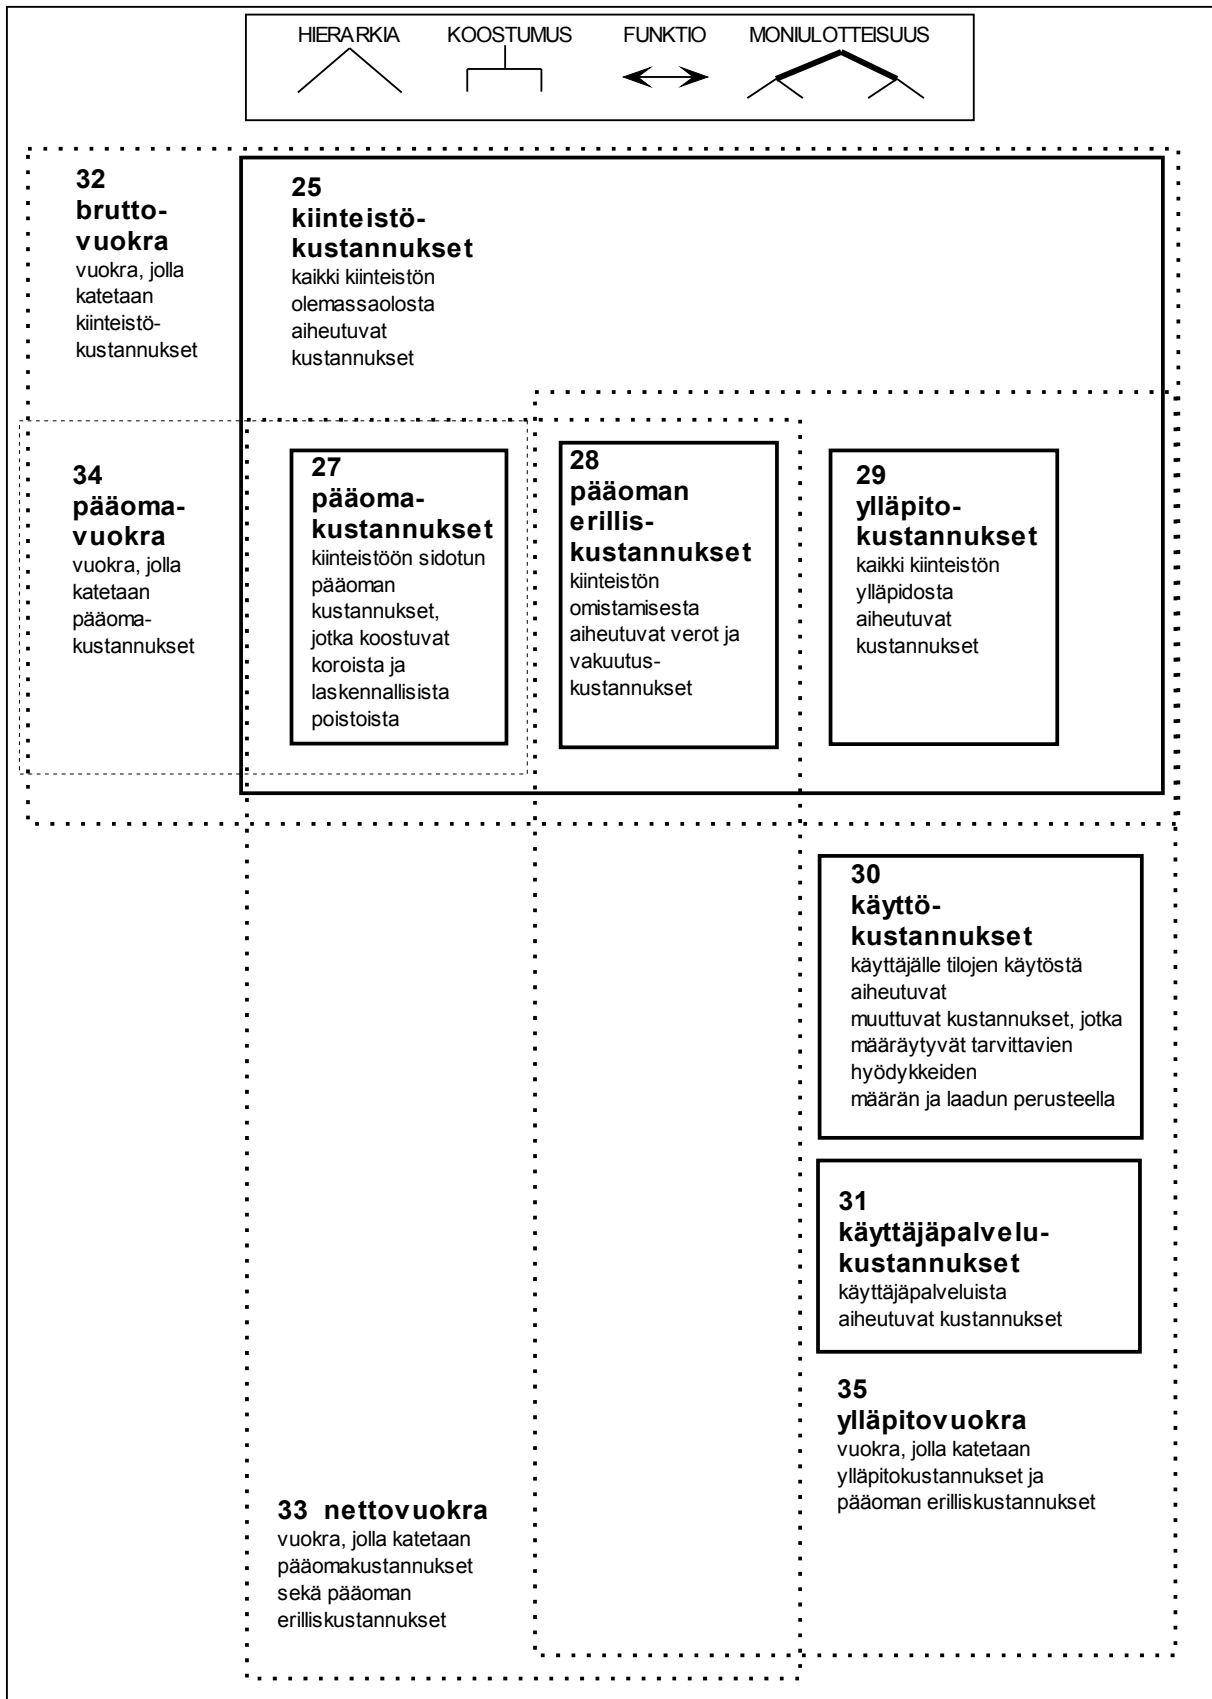 HIERARKIA KOOSTUMUS FUNKTIO MONIULOTTEISUUS
32
brutto-
vuokra
vuokra, jolla
katetaan
kiinteistö-
kustannukset
25
kiinteistö-
kustannukset
kaikki kiinteistön
olemassaolosta
aiheutuvat
kustannukset
34
pääoma-
vuokra
vuokra, jolla
katetaan
pääoma-
kustannukset
27
pääoma-
kustannukset
kiinteistöön sidotun
pääoman
kustannukset,
jotka koostuvat
koroista ja
laskennallisista
poistoista
28
pääoman
erillis-
kustannukset
kiinteistön
omistamisesta
aiheutuvat verot ja
vakuutus-
kustannukset
29
ylläpito-
kustannukset
kaikki kiinteistön
ylläpidosta
aiheutuvat
kustannukset
30
käyttö-
kustannukset
käyttäjälle tilojen käytöstä
aiheutuvat
muuttuvat kustannukset, jotka
määräytyvät tarvittavien
hyödykkeiden
määrän ja laadun perusteella
31
käyttäjäpalvelu-
kustannukset
käyttäjäpalveluista
aiheutuvat kustannukset
35
ylläpitovuokra
vuokra, jolla katetaan
ylläpitokustannukset ja
pääoman erilliskustannukset
33 nettovuokra
vuokra, jolla katetaan
pääomakustannukset
sekä pääoman
erilliskustannukset